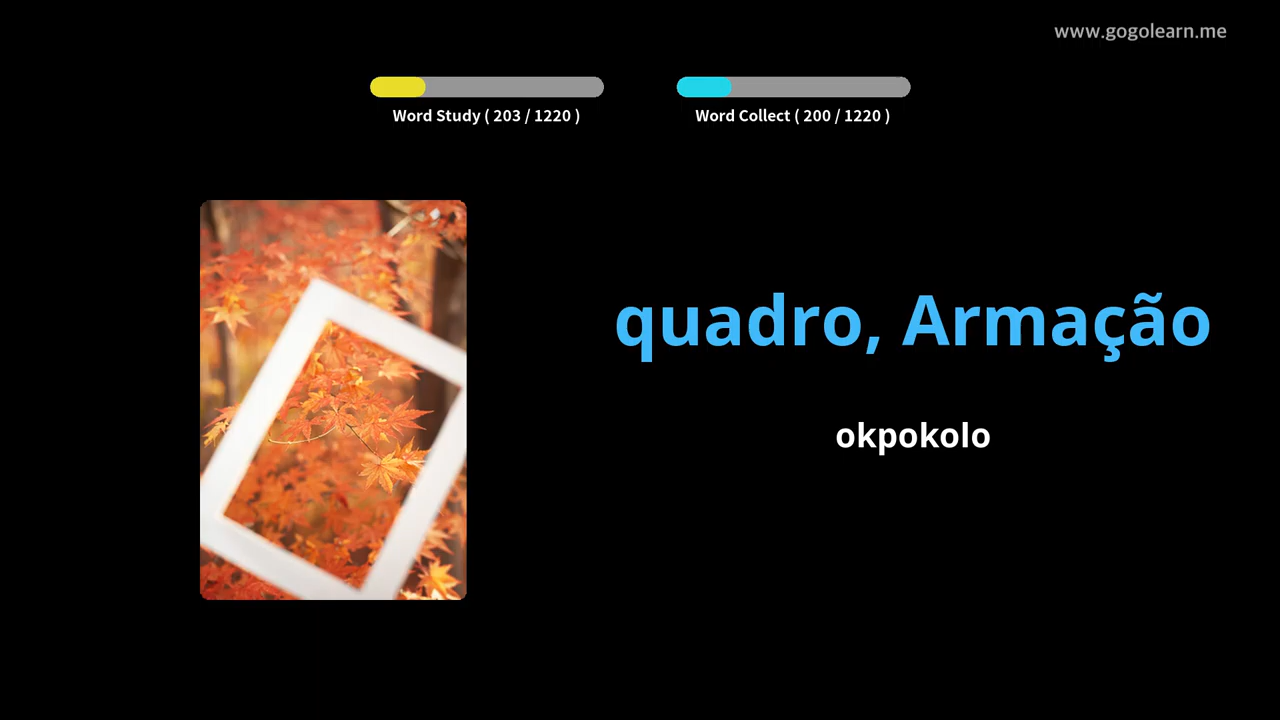 www.gogolearn.me
Word Study ( 203 / 1220 )
Word Collect ( 200 / 1220 )
quadro, Armação
okpokolo